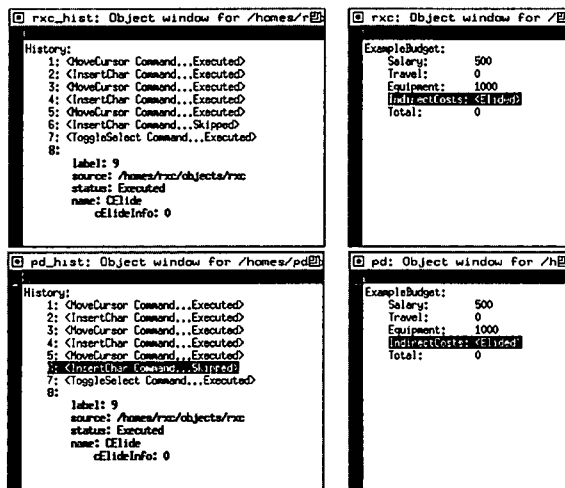 rxc_hist: Object window for /homes/r
History:
1: <MoveCursor Command...Executed>
2: <InsertChar Command...Executed>
3: <MoveCursor Command...Executed>
4: <InsertChar Command...Executed>
5: <MoveCursor Command...Executed>
6: <InsertChar Command...Skipped>
7: <ToggleSelect Command...Executed>
8:
label: 9
source: /homes/rxc/objects/rxc
status: Executed
name: CElide
cElideInfo: 0
rxc: Object window for /
ExampleBudget:
Salary: 500
Travel: 0
Equipment: 1000
IndirectCosts: <Elided>
Total: 0
pd_hist: Object window for /homes/pd
History:
1: <MoveCursor Command...Executed>
2: <InsertChar Command...Executed>
3: <MoveCursor Command...Executed>
4: <InsertChar Command...Executed>
5: <MoveCursor Command...Executed>
6: <InsertChar Command...Skipped>
7: <ToggleSelect Command...Executed>
8:
label: 9
source: /homes/rxc/objects/rxc
status: Executed
name: CElide
cElideInfo: 0
pd: Object window for /h
ExampleBudget:
Salary: 500
Travel: 0
Equipment: 1000
IndirectCosts: <Elided>
Total: 0